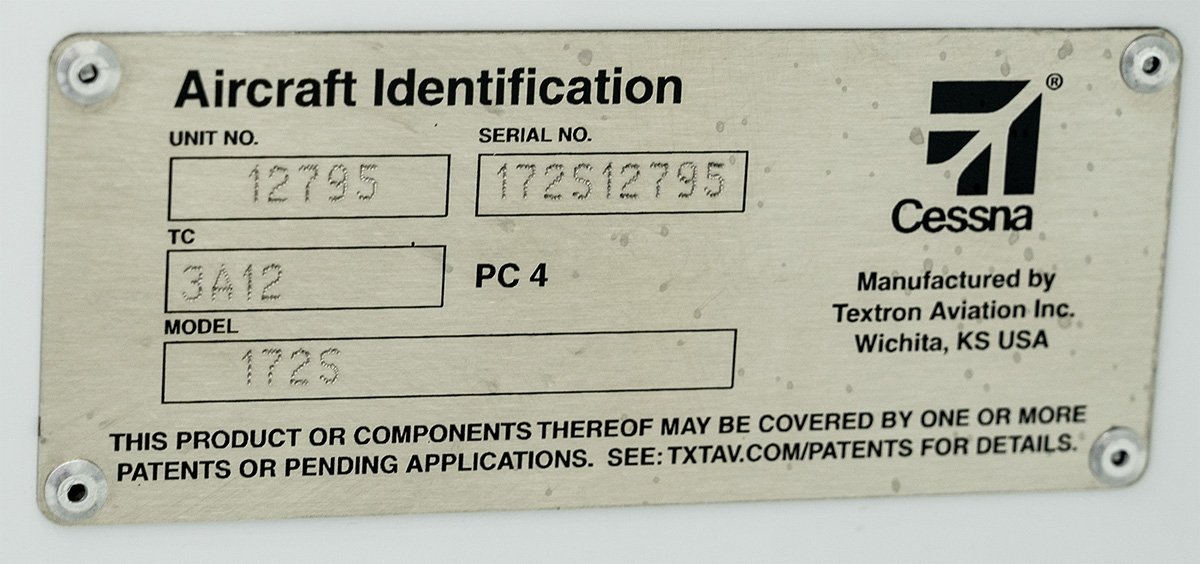 Aircraft Identification
UNIT NO.
12795
SERIAL NO.
172S12795
TC
3A12
PC 4
MODEL
172S
®
Cessna
Manufactured by
Textron Aviation Inc.
Wichita, KS USA
THIS PRODUCT OR COMPONENTS THEREOF MAY BE COVERED BY ONE OR MORE
PATENTS OR PENDING APPLICATIONS. SEE: TXTAV.COM/PATENTS FOR DETAILS.